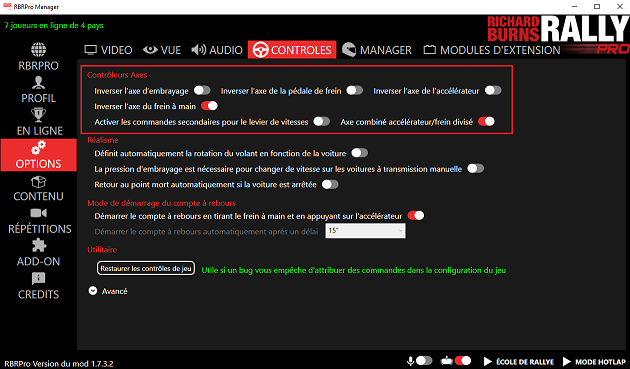 RBRPro Manager
7 joueurs en ligne de 4 pays
RICHARD BURNS RALLY PRO
RBRPRO
PROFIL
EN LIGNE
OPTIONS
CONTENU
RÉPÉTITIONS
ADD-ON
CREDITS
VIDEO VUE AUDIO CONTROLES MANAGER MODULES D'EXTENSION
Contrôleurs Axes
Inverser l'axe d'embrayage Inverser l'axe de la pédale de frein Inverser l'axe de l'accélérateur
Inverser l'axe du frein à main
Activer les commandes secondaires pour le levier de vitesses Axe combiné accélérateur/frein divisé
Réalisme
Définit automatiquement la rotation du volant en fonction de la voiture
La pression d'embrayage est nécessaire pour changer de vitesse sur les voitures à transmission manuelle
Retour au point mort automatiquement si la voiture est arrêtée
Mode de démarrage du compte à rebours
Démarrer le compte à rebours en tirant le frein à main et en appuyant sur l'accélérateur
Démarrer le compte à rebours automatiquement après un délai 15"
Utilitaire
Restaurer les contrôles de jeu Utile si un bug vous empêche d'attribuer des commandes dans la configuration du jeu
Avancé
RBRPro Version du mod 1.7.3.2
ÉCOLE DE RALLYE MODE HOTLAP